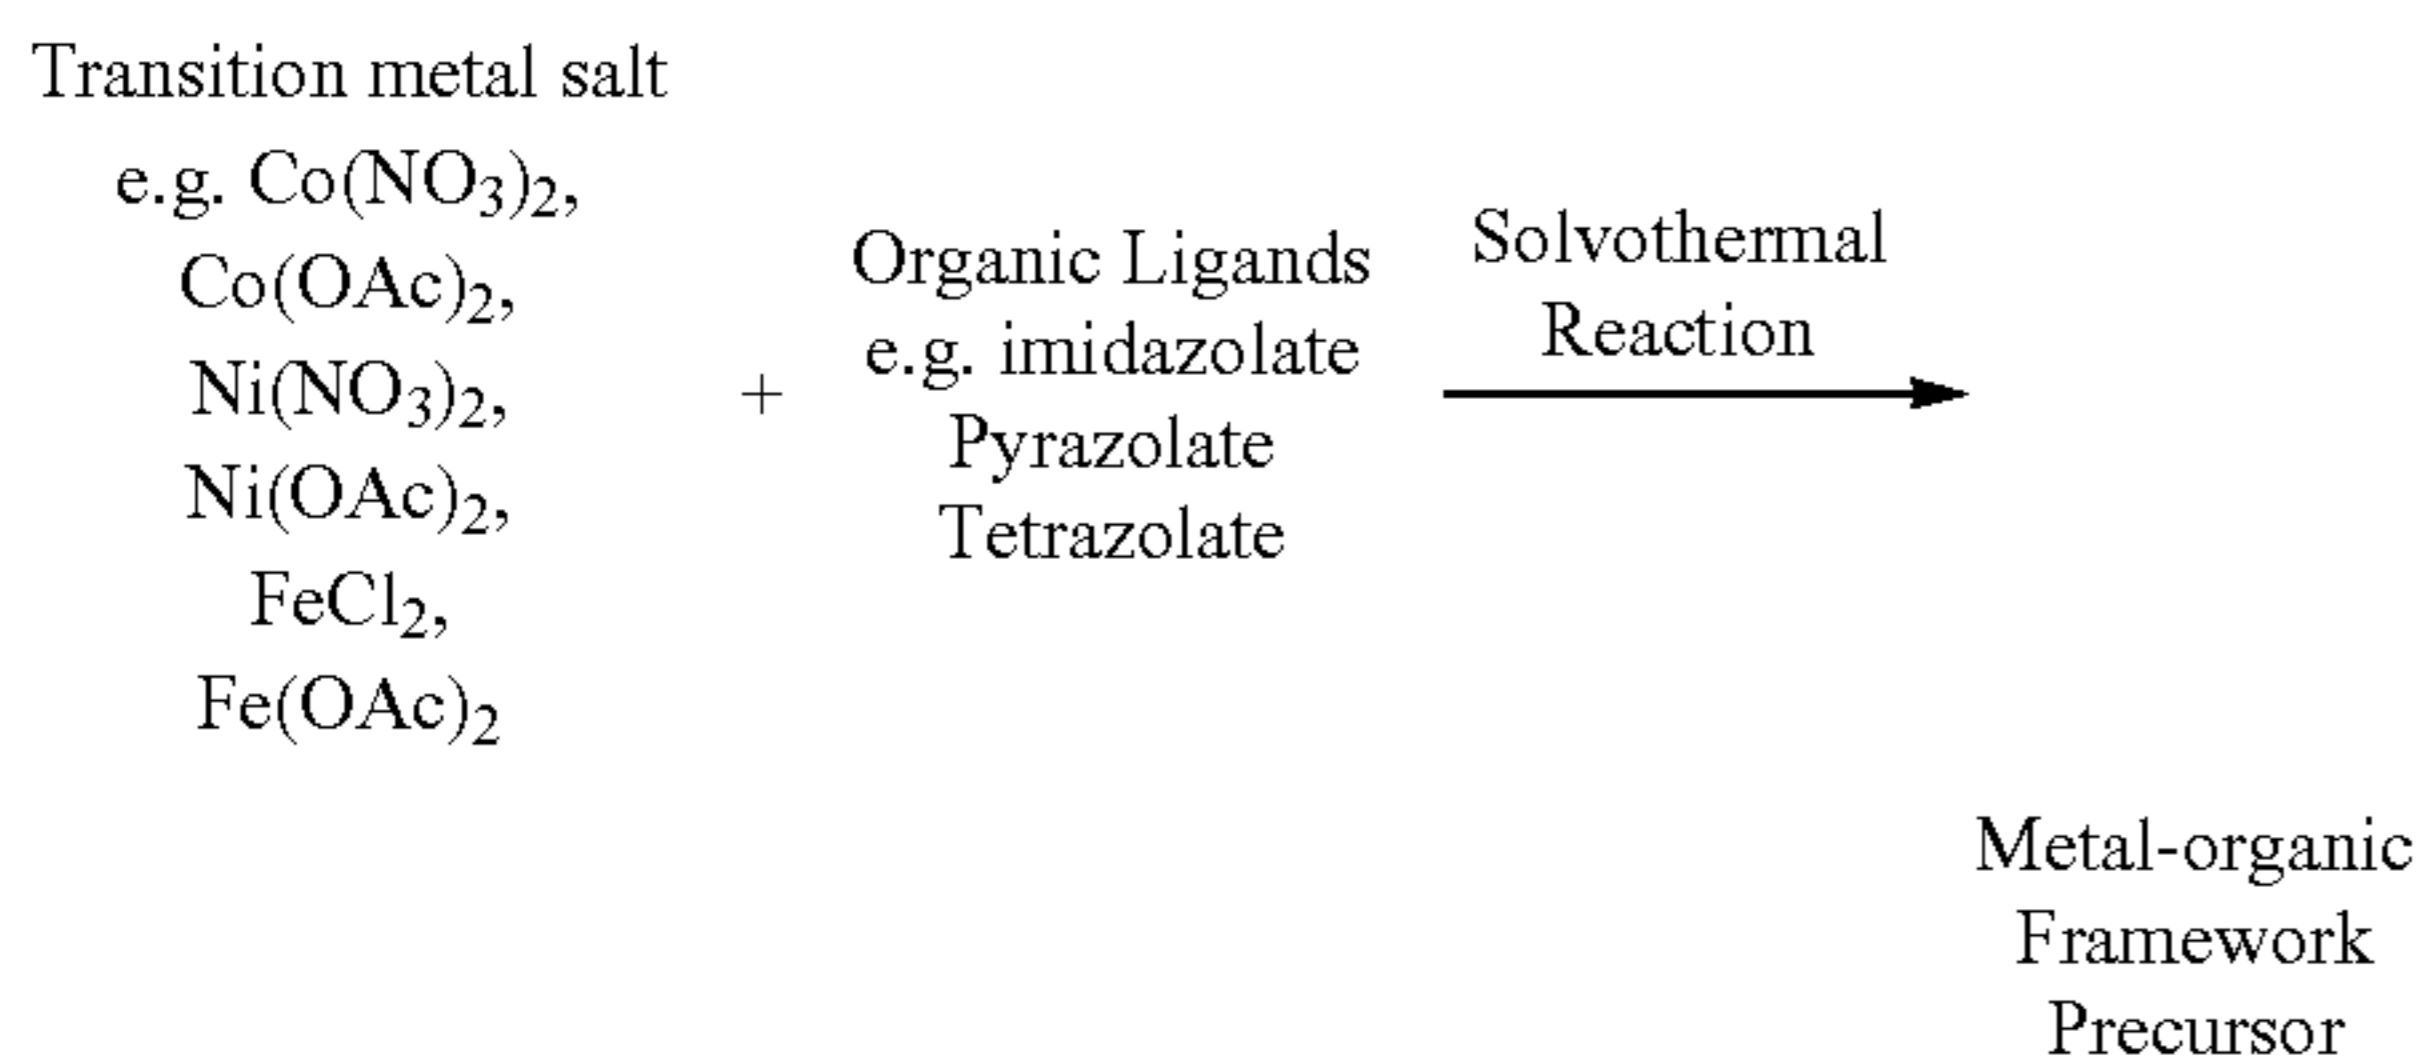 Transition metal salt
e.g. Co(NO3)2,
Co(OAc)2,
Ni(NO3)2,
Ni(OAc)2,
FeCl2,
Fe(OAc)2
+
Organic Ligands
e.g. imidazolate
Pyrazolate
Tetrazolate
Solvothermal
Reaction
Metal-organic
Framework
Precursor